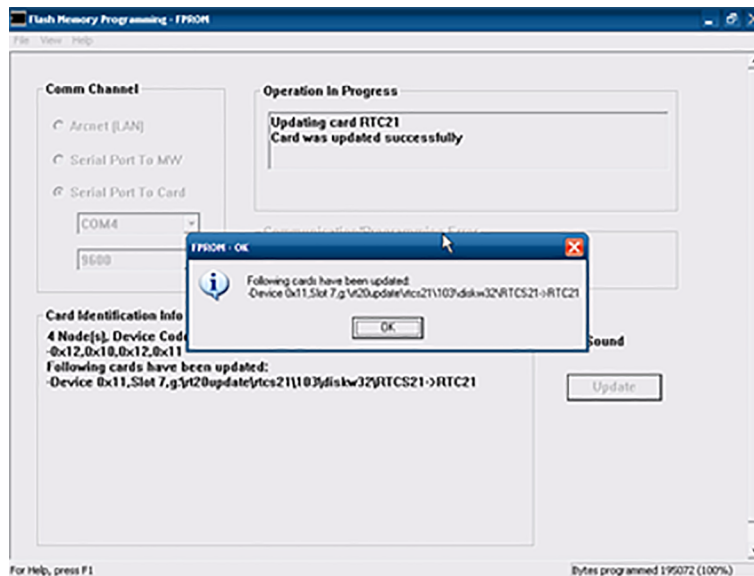 Flash Memory Programming - FPROM
File View Help
Comm Channel
Arcnet (LAN)
Serial Port To MW
Serial Port To Card
COM4
9600
Operation In Progress
Updating card RTC21
Card was updated successfully
Communication/Programming Error
FPROM - OK
Following cards have been updated:
-Device 0x11,Slot 7,g:\rt20update\rtcs21\103\diskw32\RTCS21->RTC21
OK
Card Identification Info
4 Node(s), Device Code
-0x12,0x10,0x12,0x11
Following cards have been updated:
-Device 0x11,Slot 7,g:\rt20update\rtcs21\103\diskw32\RTCS21->RTC21
Sound
Update
For Help, press F1
Bytes programmed 195072 (100%)